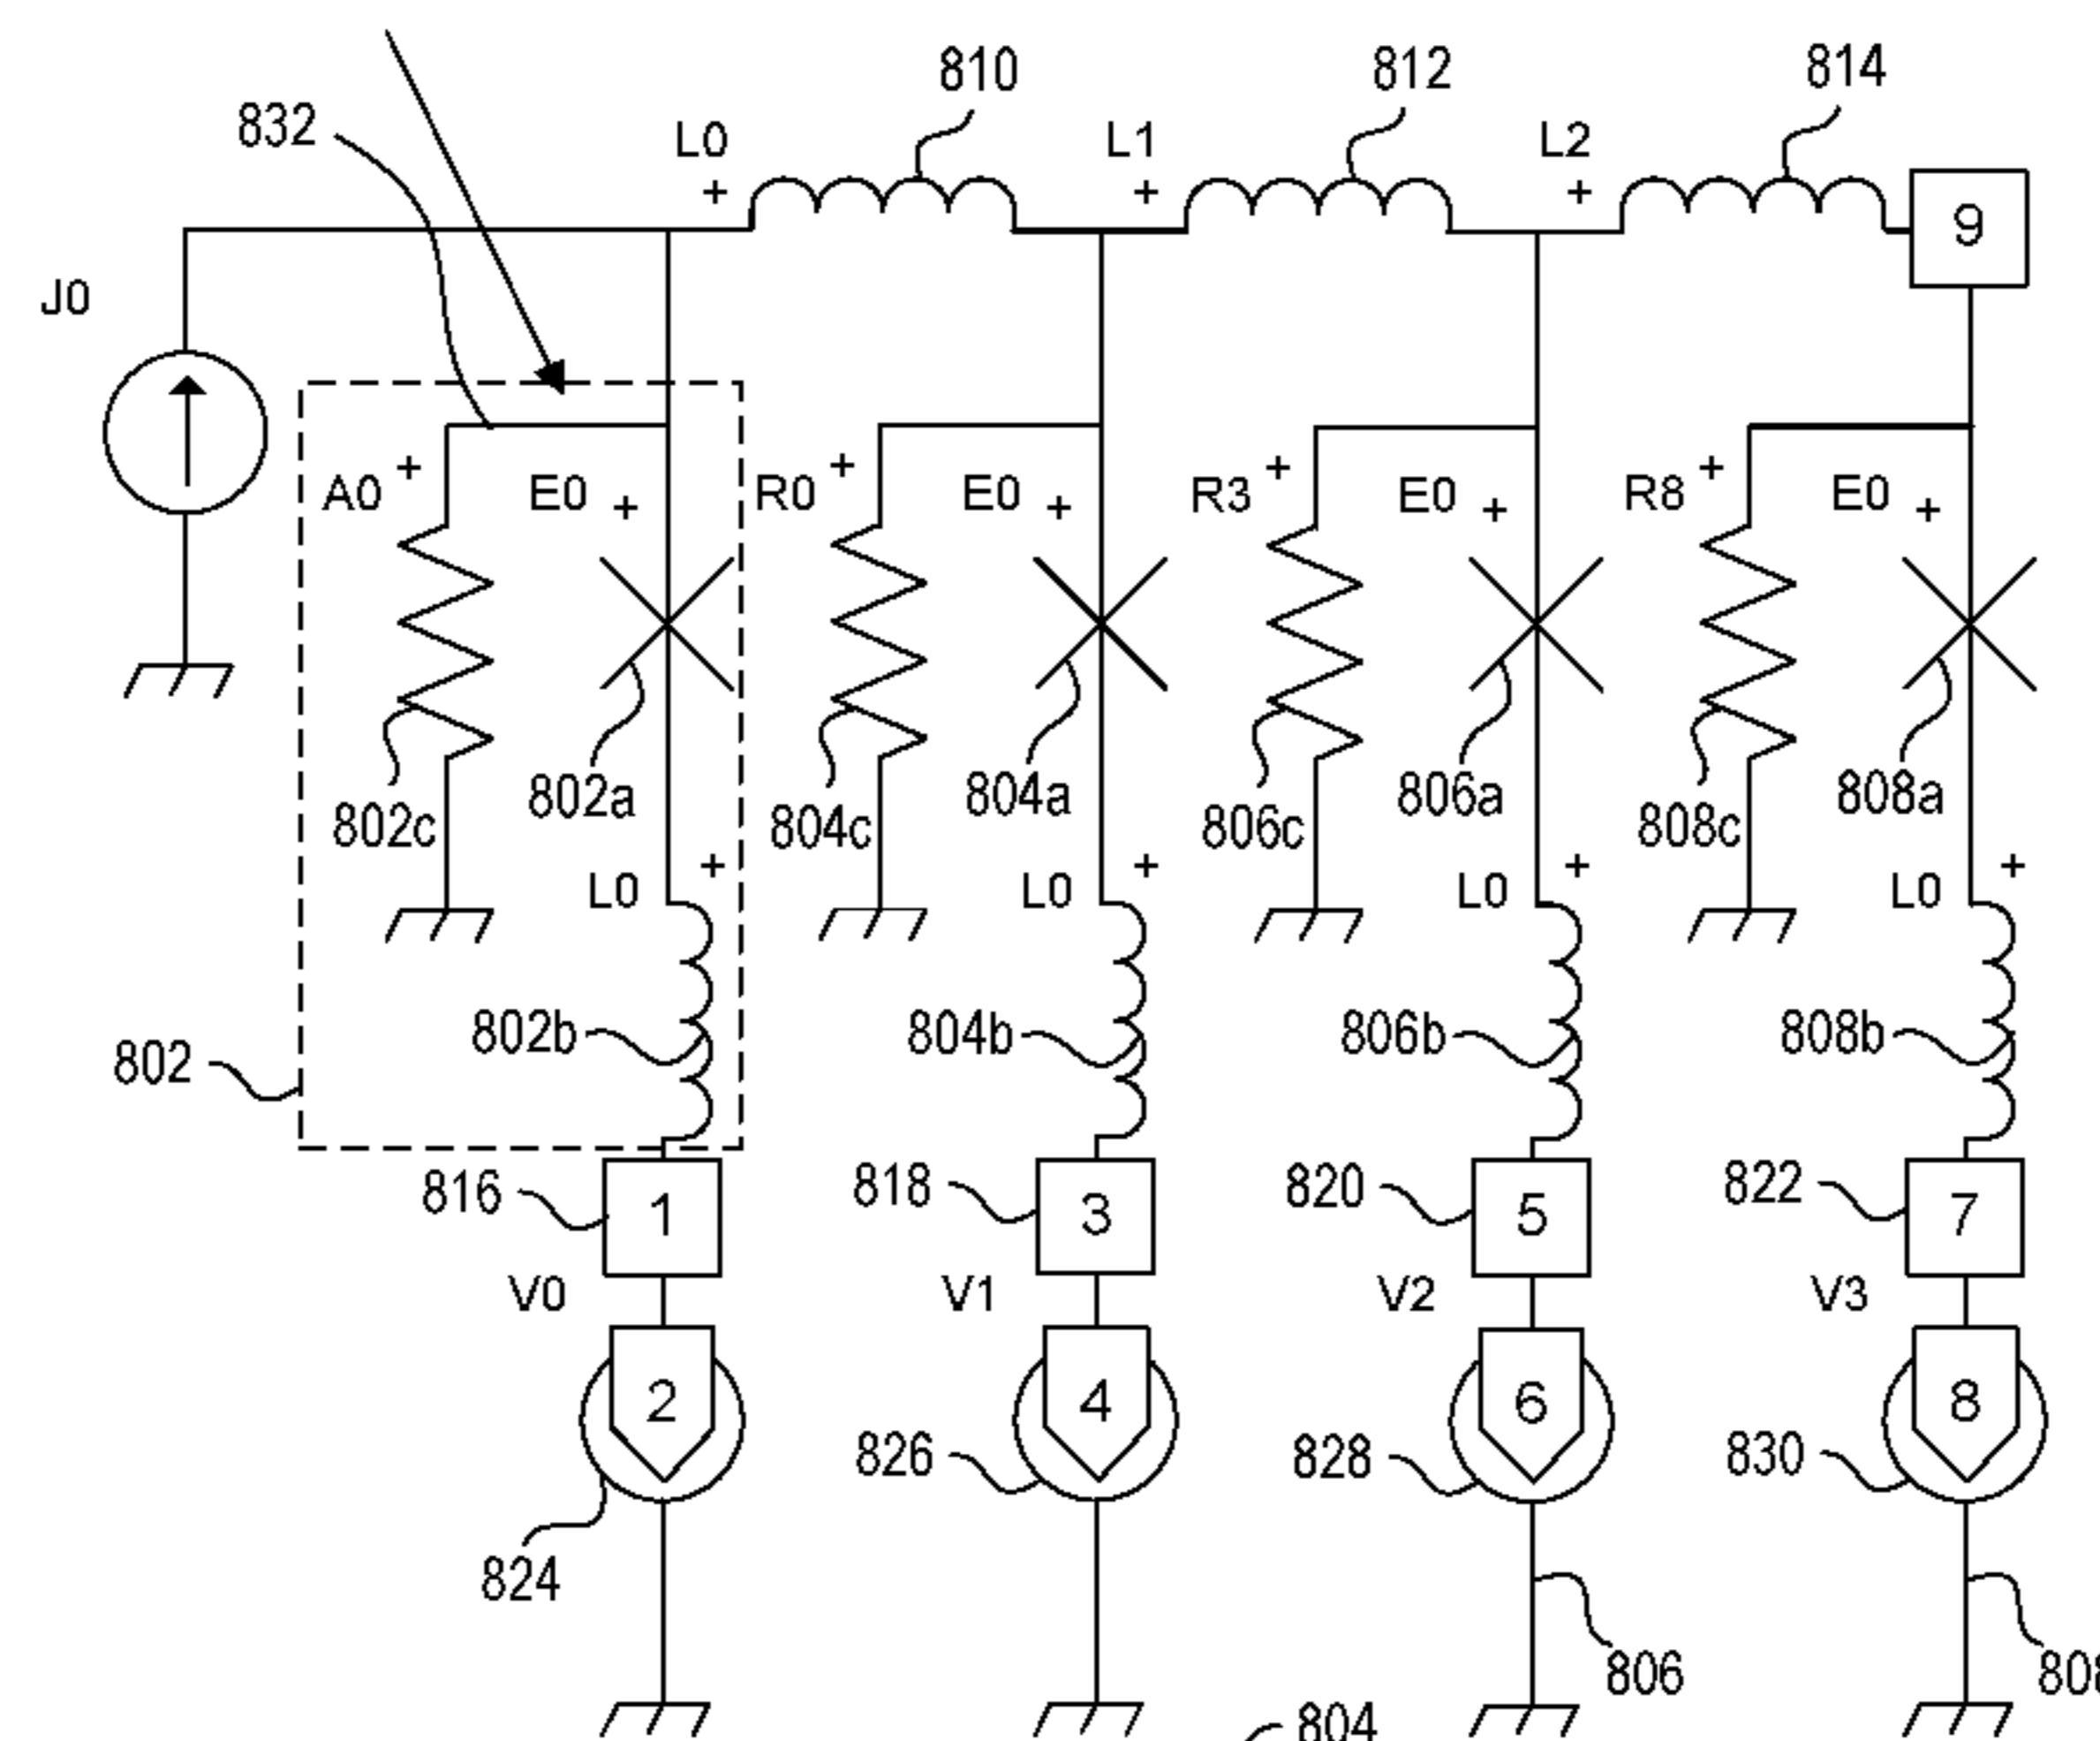 810 812 814
832 L0 L1 L2
+ + +
9
J0
A0 + E0 + R0 + E0 + R3 + E0 + R8 + E0 +
802a 804a 806a 808a
802c 804c 806c 808c
L0 + L0 + L0 + L0 +
802b 804b 806b 808b
802
816 1 818 3 820 5 822 7
V0 V1 V2 V3
2 4 6 8
826 828 830
824
806
804